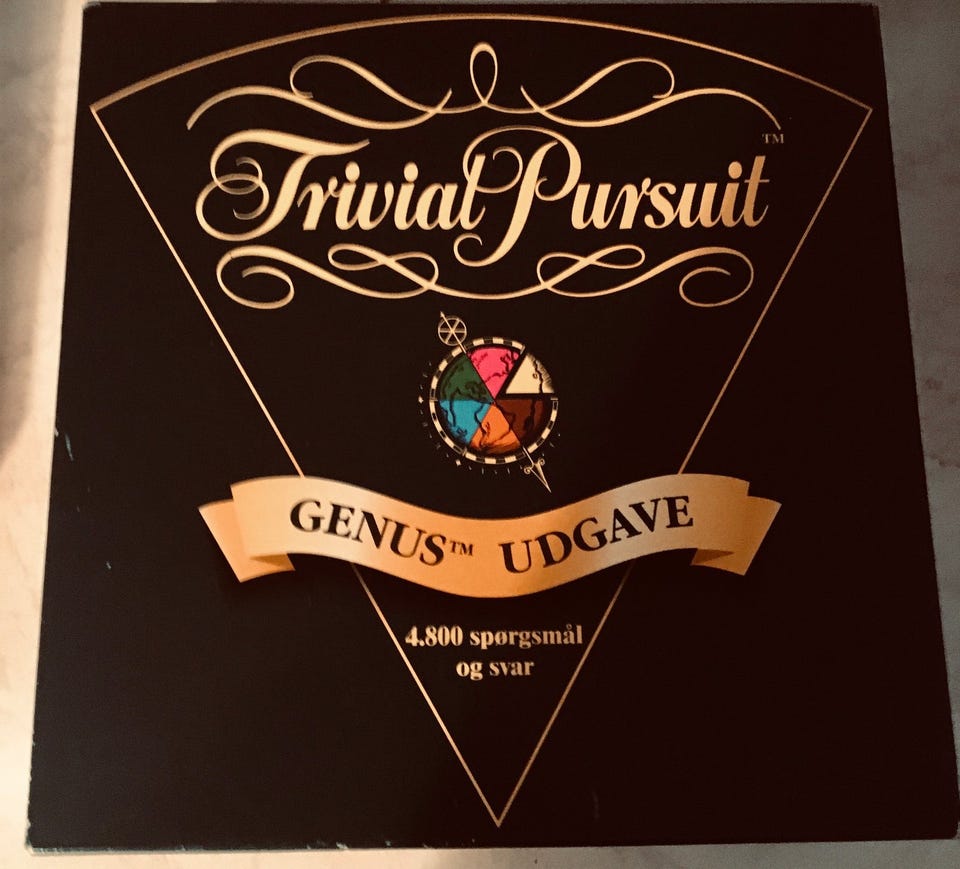 Trivial Pursuit™
GENUS™ UDGAVE
4.800 spørgsmål
og svar